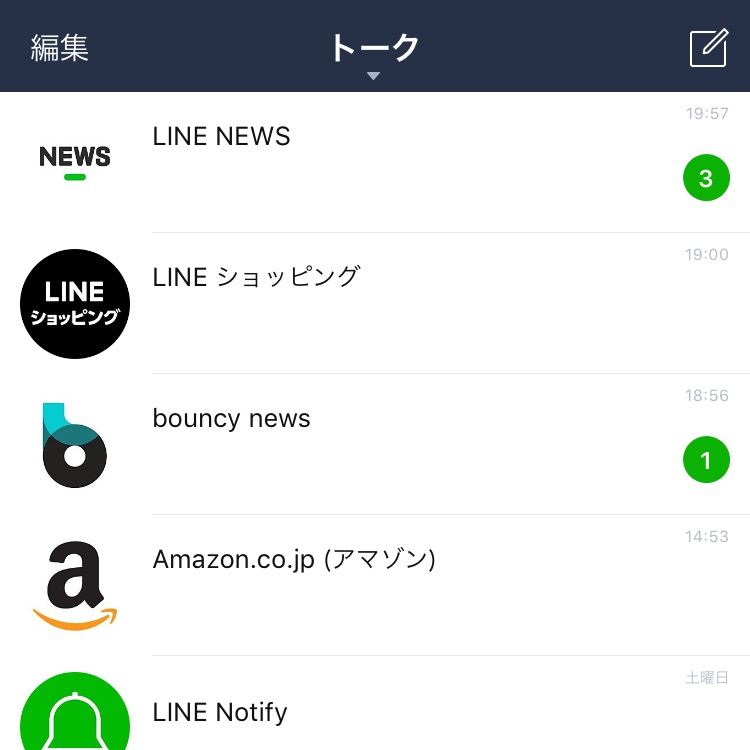 編集
トーク
19:57
NEWS
LINE NEWS
3
19:00
LINE
ショッピング
LINE ショッピング
18:56
bouncy news
1
14:53
a
Amazon.co.jp (アマゾン)
土曜日
LINE Notify